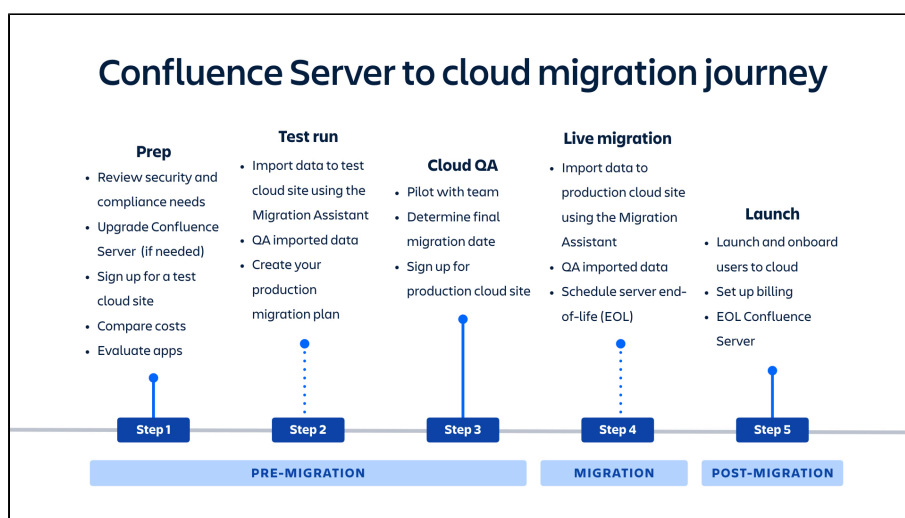 Confluence Server to cloud migration journey
Prep
• Review security and
compliance needs
• Upgrade Confluence
Server (if needed)
• Sign up for a test
cloud site
• Compare costs
• Evaluate apps
Test run
• Import data to test
cloud site using the
Migration Assistant
• QA imported data
• Create your
production
migration plan
Cloud QA
• Pilot with team
• Determine final
migration date
• Sign up for
production cloud site
Live migration
• Import data to
production cloud site
using the Migration
Assistant
• QA imported data
• Schedule server end-
of-life (EOL)
Launch
• Launch and onboard
users to cloud
• Set up billing
• EOL Confluence
Server
Step 1
Step 2
Step 3
Step 4
Step 5
PRE-MIGRATION
MIGRATION
POST-MIGRATION